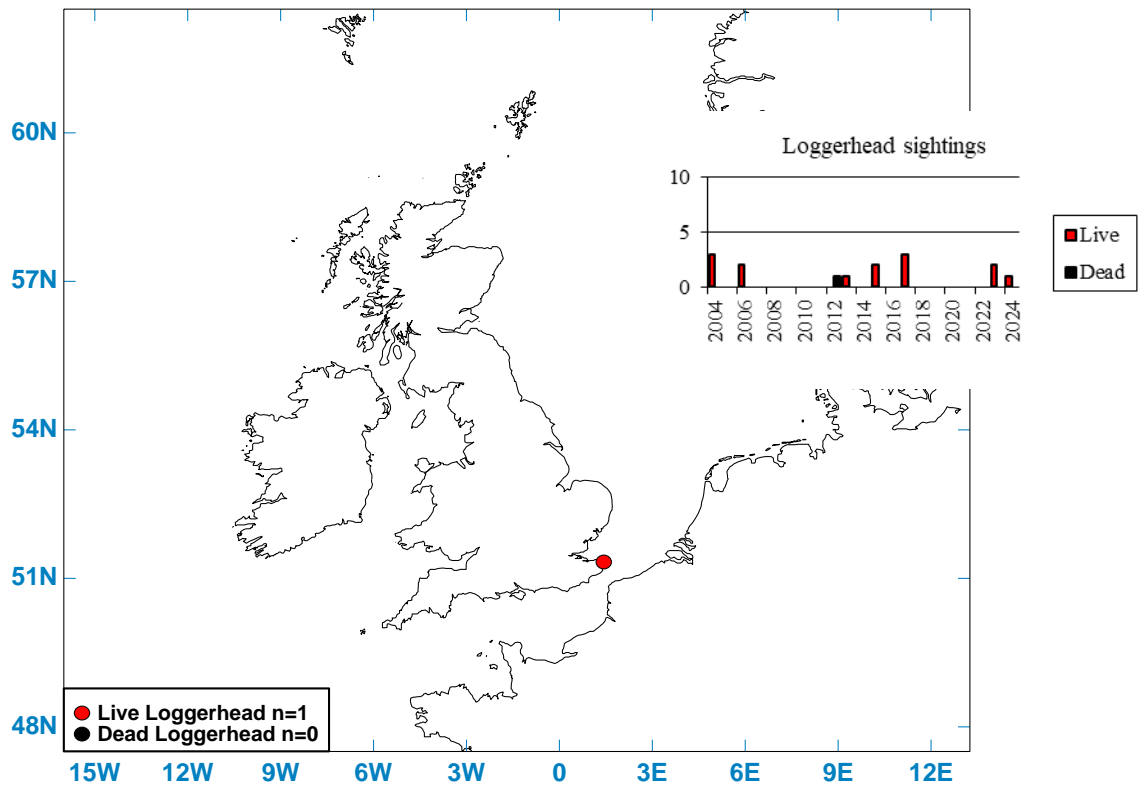 60N
57N
54N
51N
48N
Loggerhead sightings
10
5
0
2004
2006
2008
2010
2012
2014
2016
2018
2020
2022
2024
Live
Dead
Live Loggerhead n=1
Dead Loggerhead n=0
15W 12W 9W 6W 3W 0 3E 6E 9E 12E